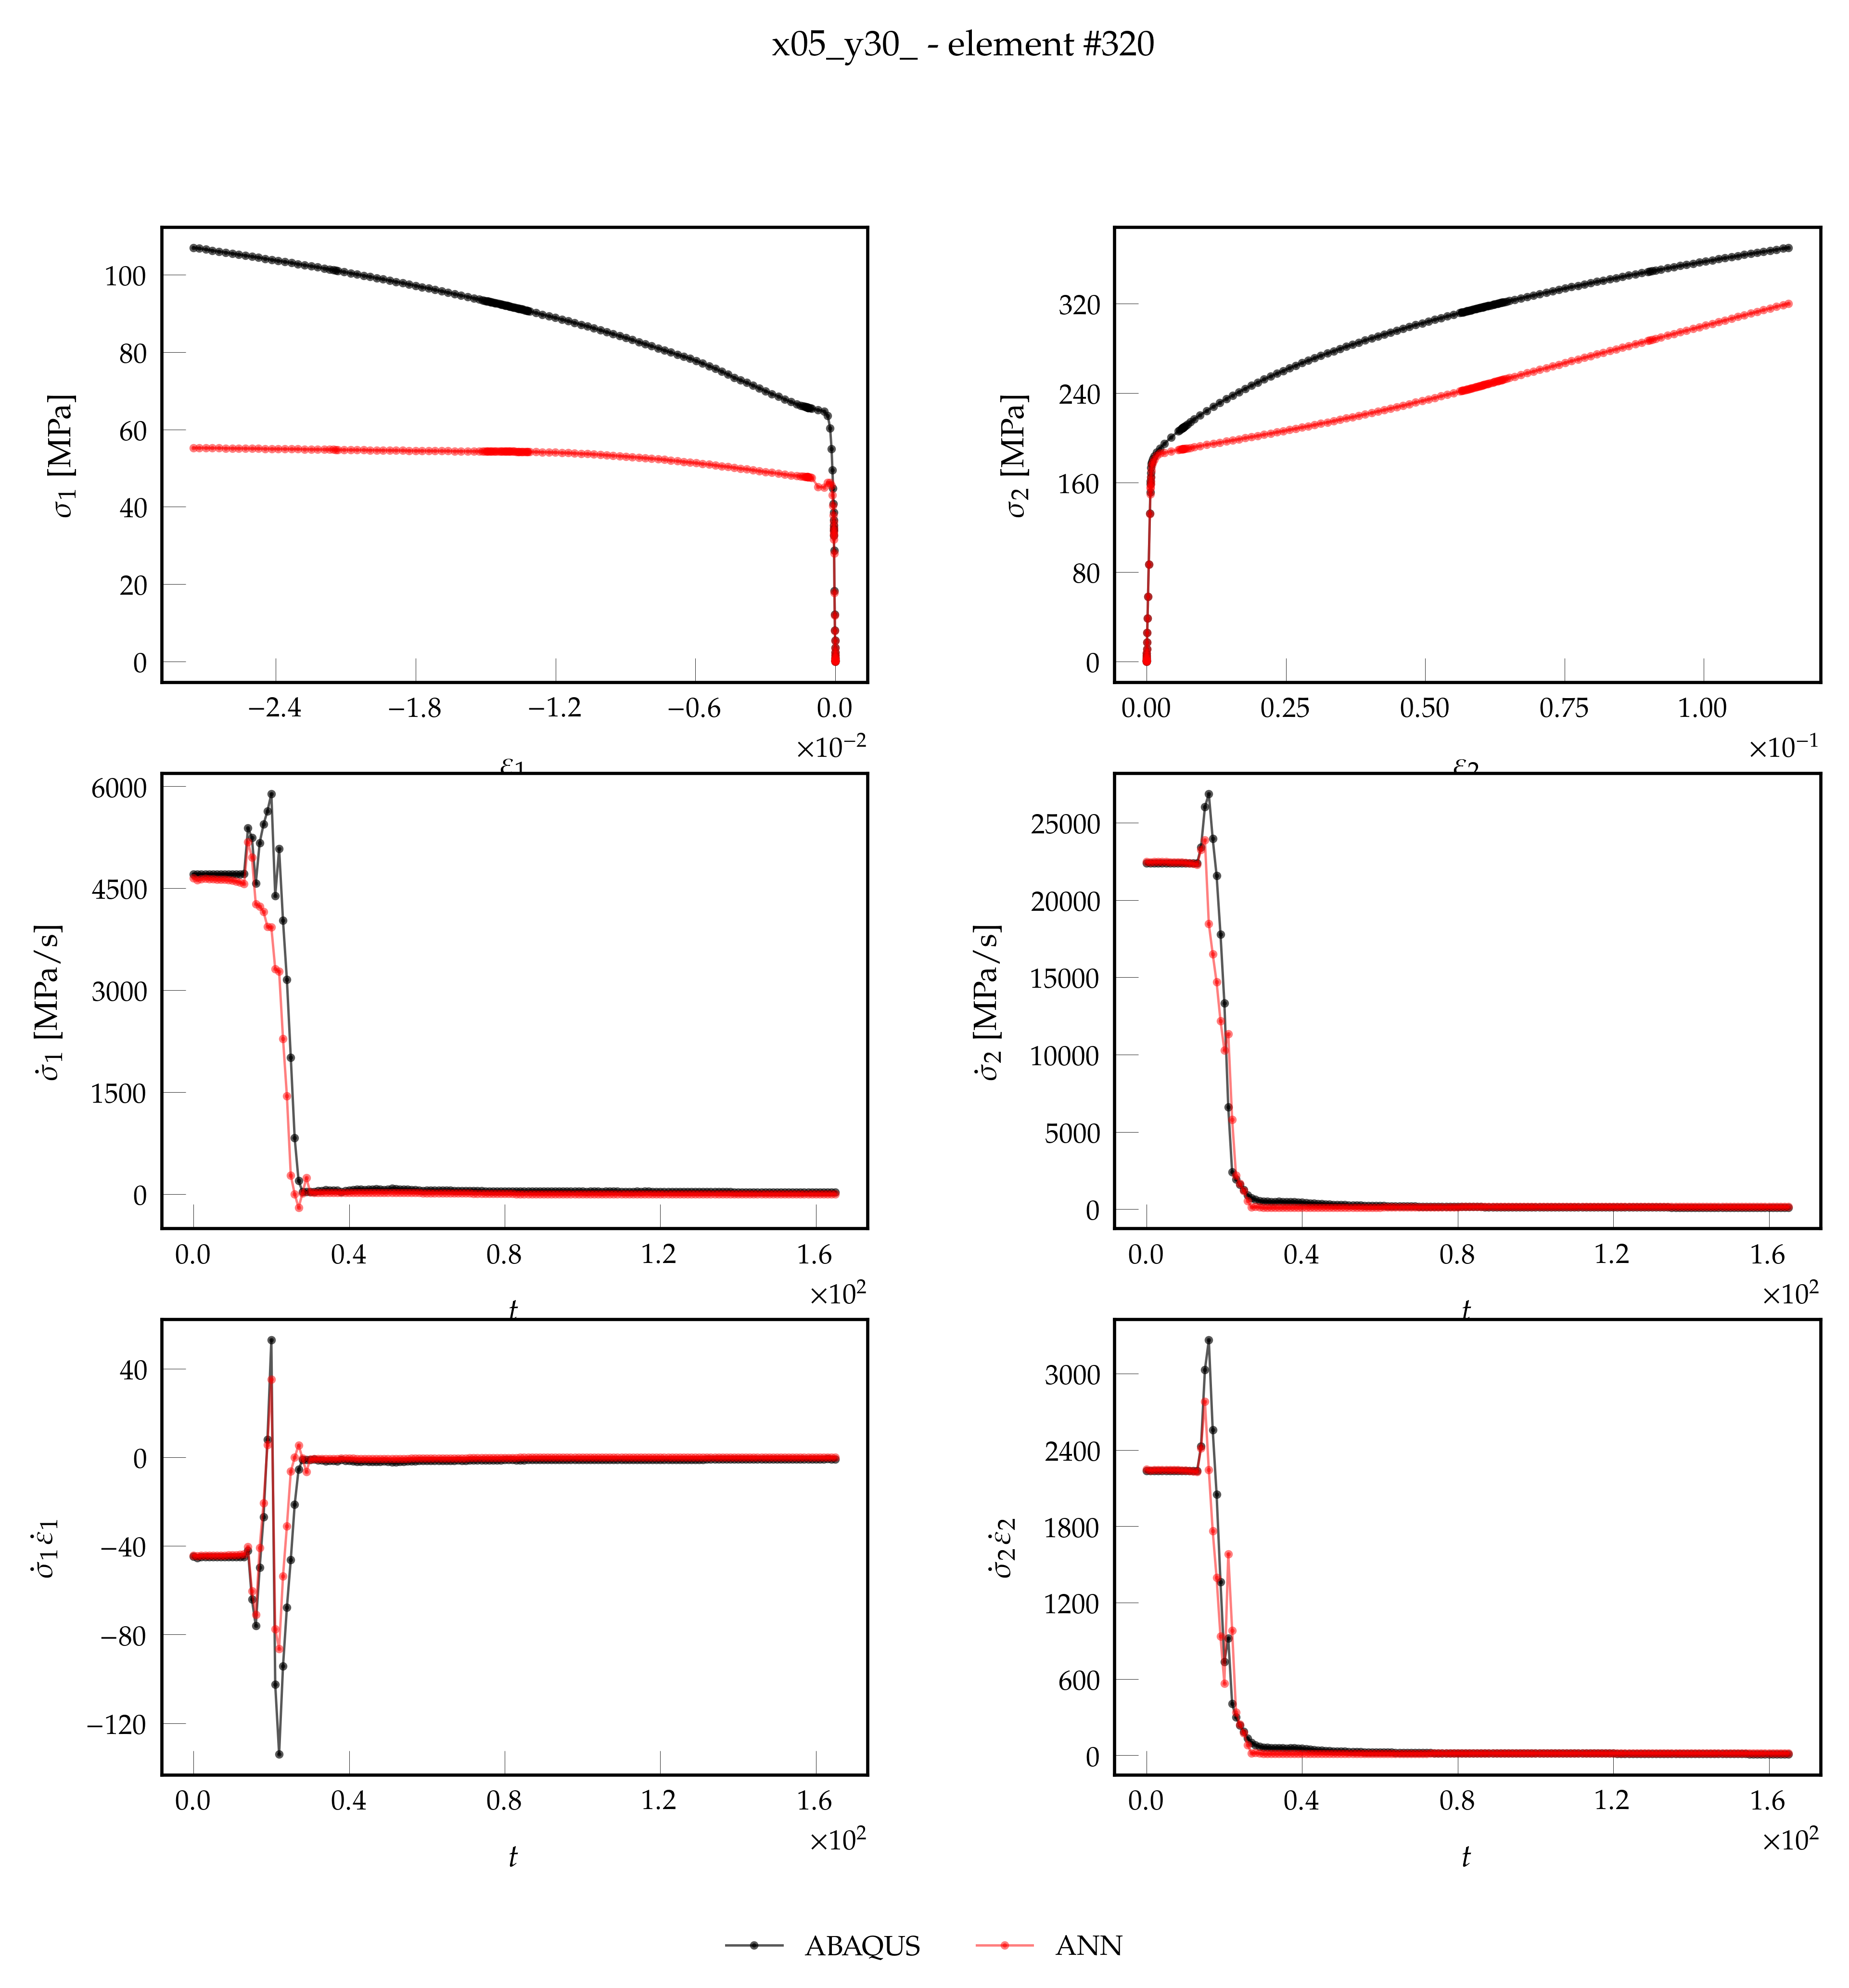 x05_y30_ - element #320
σ₁ [MPa]
100
80
60
40
20
0
−2.4 −1.8 −1.2 −0.6 0.0
×10⁻²
ε₁
σ₂ [MPa]
320
240
160
80
0
0.00 0.25 0.50 0.75 1.00
×10⁻¹
ε₂
σ̇₁ [MPa/s]
6000
4500
3000
1500
0
0.0 0.4 0.8 1.2 1.6
×10²
t
σ̇₂ [MPa/s]
25000
20000
15000
10000
5000
0
0.0 0.4 0.8 1.2 1.6
×10²
t
σ̇₁ε̇₁
40
0
−40
−80
−120
0.0 0.4 0.8 1.2 1.6
×10²
t
σ̇₂ε̇₂
3000
2400
1800
1200
600
0
0.0 0.4 0.8 1.2 1.6
×10²
t
ABAQUS ANN